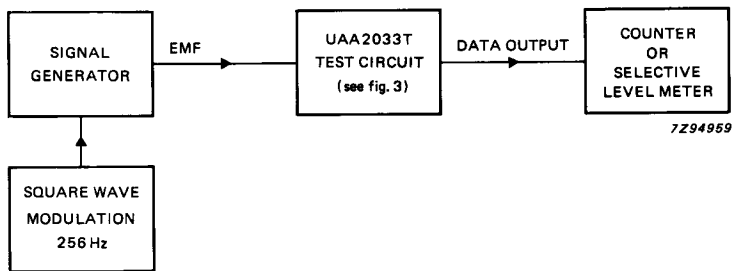 SIGNAL
GENERATOR
EMF
UAA2033T
TEST CIRCUIT
(see fig. 3)
DATA OUTPUT
COUNTER
OR
SELECTIVE
LEVEL METER
7Z94959
SQUARE WAVE
MODULATION
256 Hz